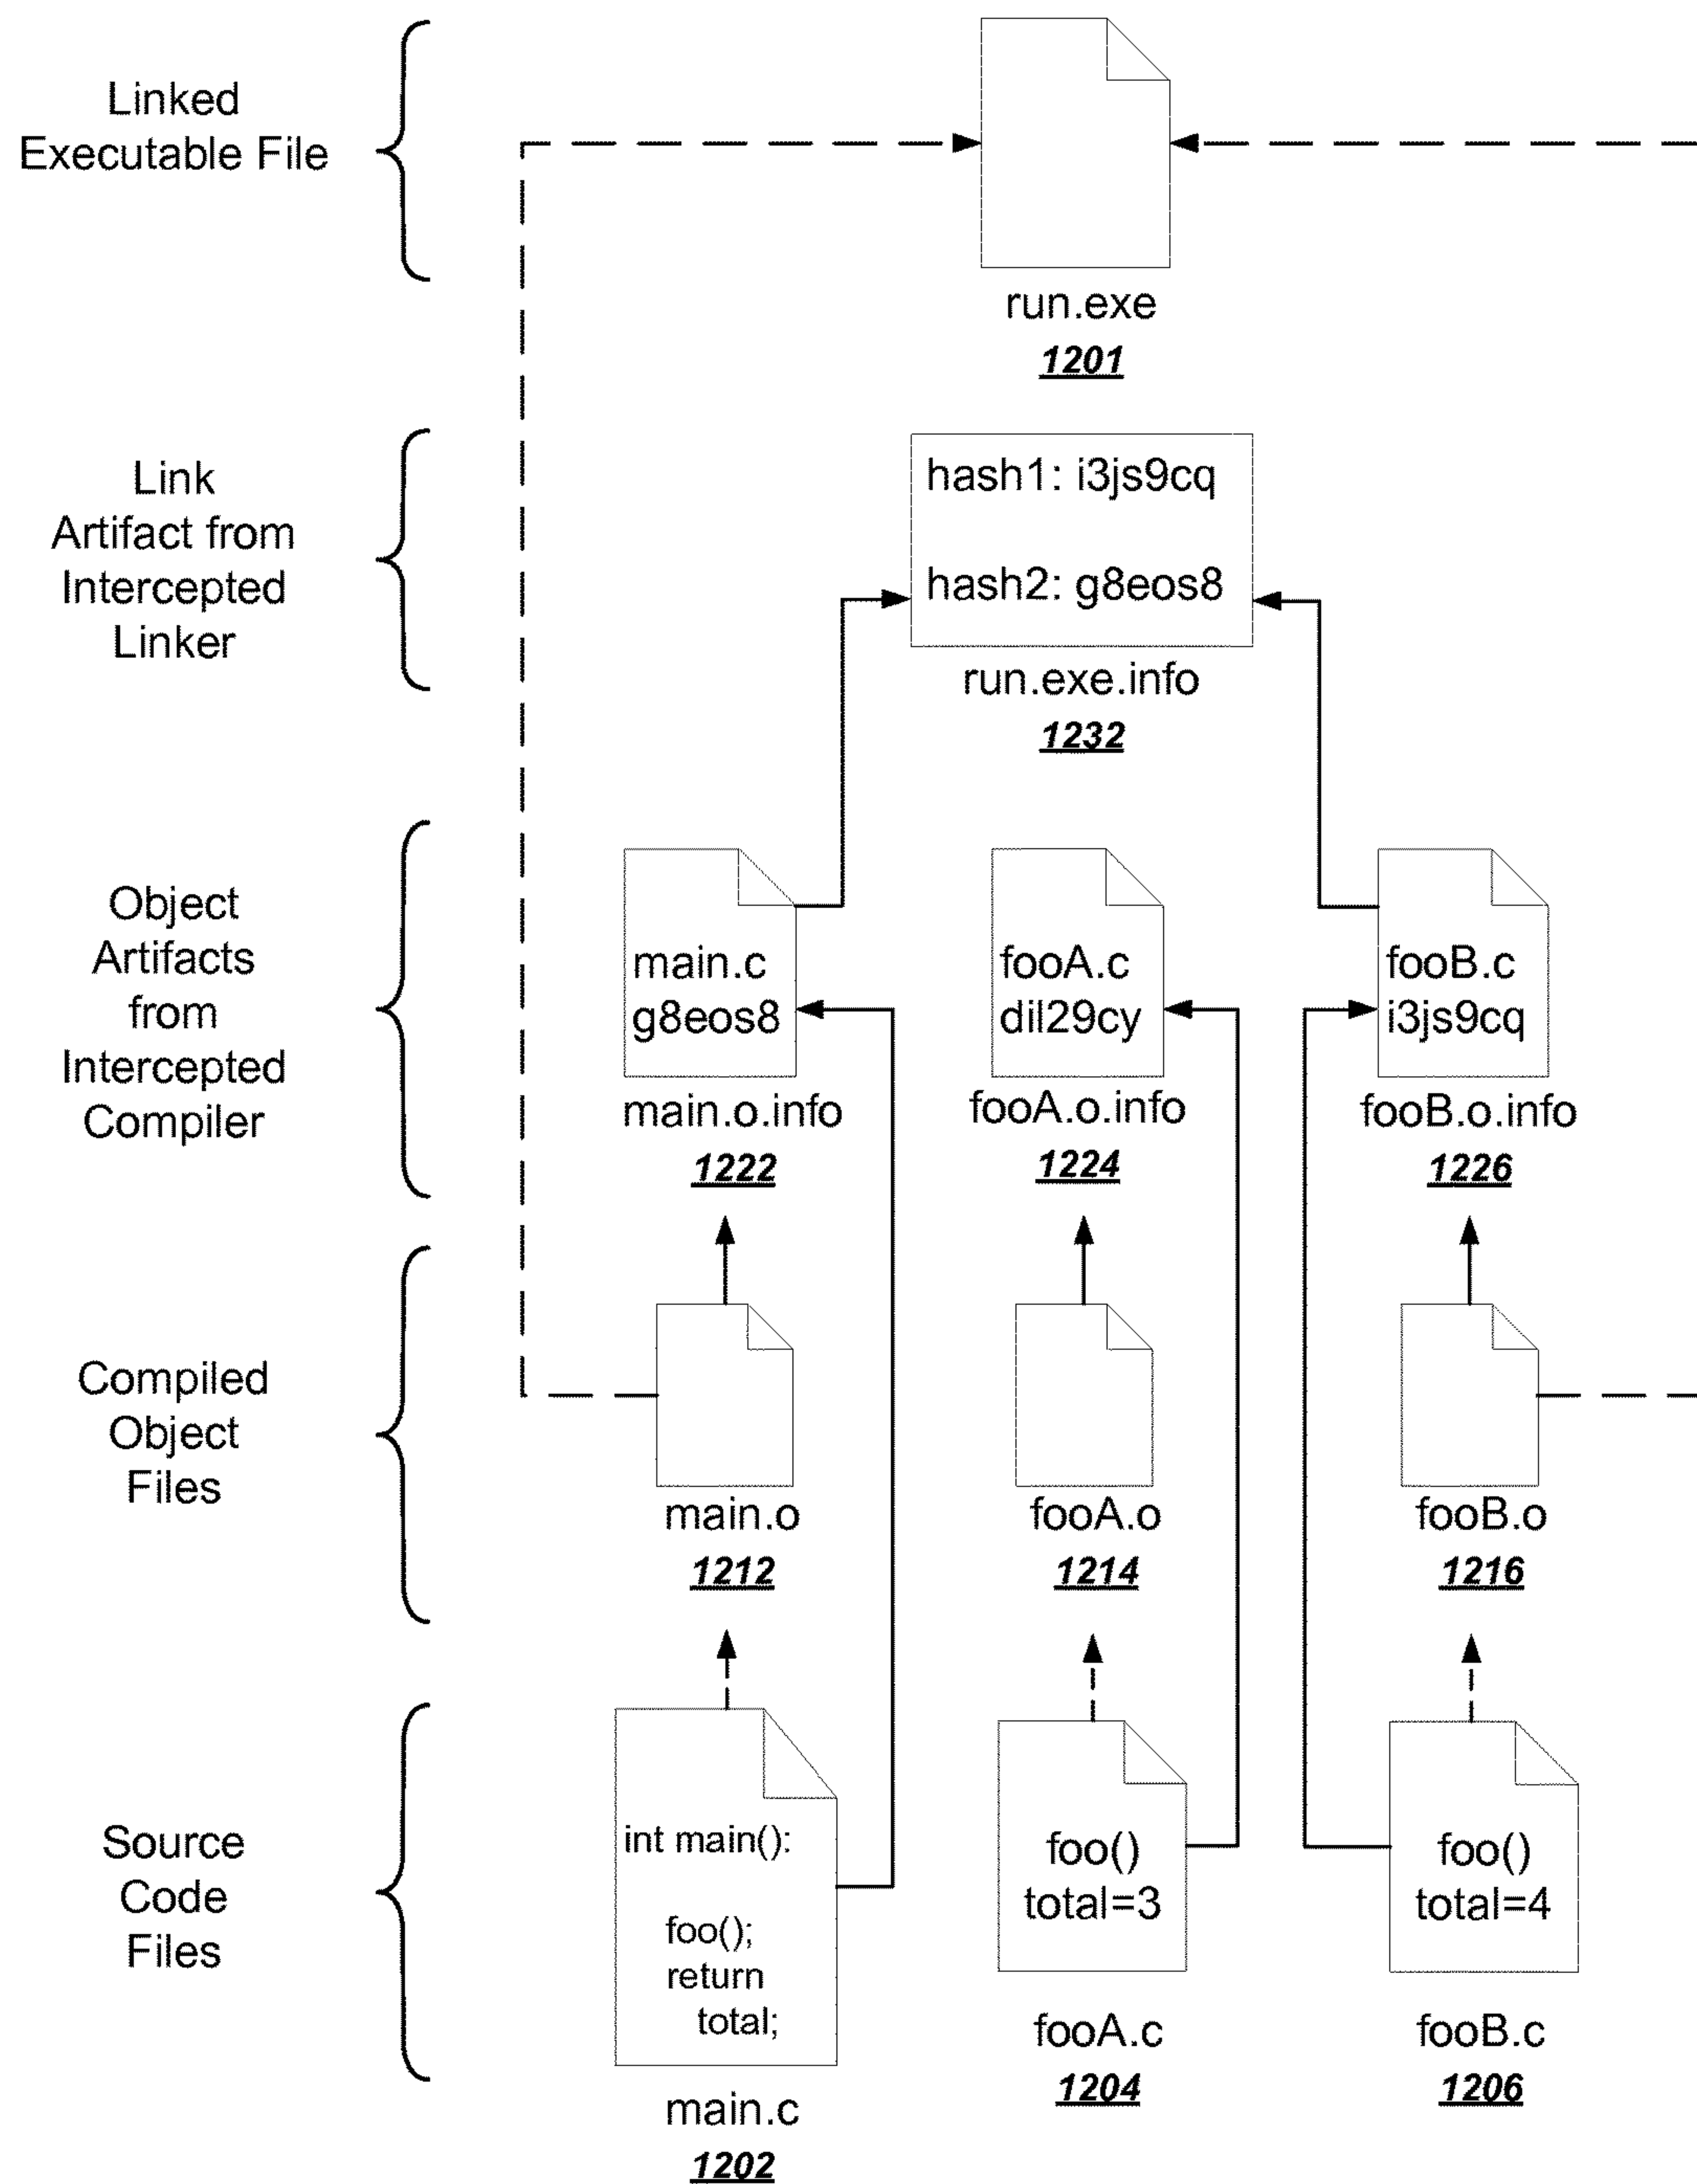 Linked
Executable File
run.exe
1201
Link
Artifact from
Intercepted
Linker
hash1: i3js9cq
hash2: g8eos8
run.exe.info
1232
Object
Artifacts
from
Intercepted
Compiler
main.c
g8eos8
main.o.info
1222
fooA.c
dil29cy
fooA.o.info
1224
fooB.c
i3js9cq
fooB.o.info
1226
Compiled
Object
Files
main.o
1212
fooA.o
1214
fooB.o
1216
Source
Code
Files
int main():
foo();
return
total;
main.c
1202
foo()
total=3
fooA.c
1204
foo()
total=4
fooB.c
1206